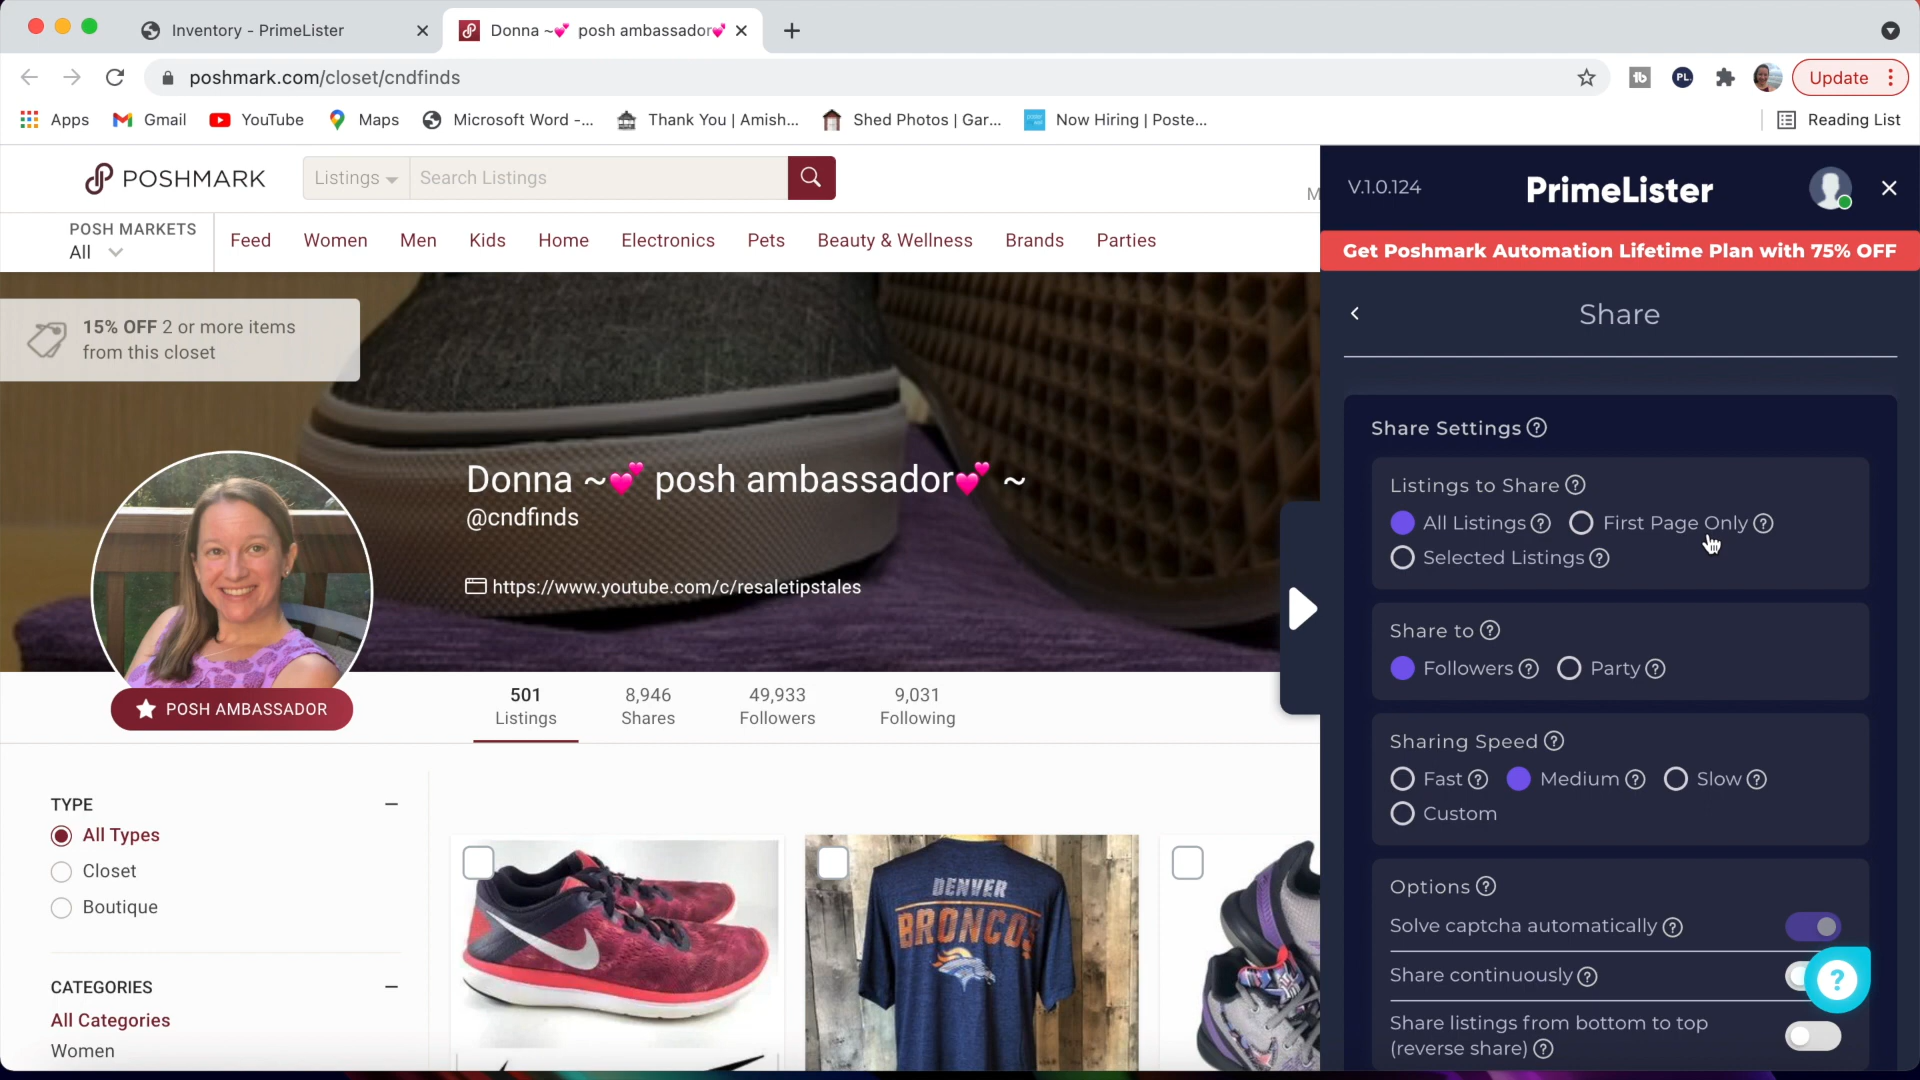 Inventory - PrimeLister
Donna ~💕 posh ambassador💕
poshmark.com/closet/cndfinds
tb
PL
Update
Apps
Gmail
YouTube
Maps
Microsoft Word -...
Thank You | Amish...
Shed Photos | Gar...
Now Hiring | Poste...
Reading List
POSHMARK
Listings
Search Listings
M
V.1.0.124
PrimeLister
POSH MARKETS
All
Feed
Women
Men
Kids
Home
Electronics
Pets
Beauty & Wellness
Brands
Parties
Get Poshmark Automation Lifetime Plan with 75% OFF
15% OFF 2 or more items
from this closet
Share
Donna ~💕 posh ambassador💕 ~
@cndfinds
https://www.youtube.com/c/resaletipstales
POSH AMBASSADOR
501
Listings
8,946
Shares
49,933
Followers
9,031
Following
TYPE
All Types
Closet
Boutique
CATEGORIES
All Categories
Women
DENVER
BRONCOS
Share Settings ?
Listings to Share ?
All Listings ? First Page Only ?
Selected Listings ?
Share to ?
Followers ? Party ?
Sharing Speed ?
Fast ? Medium ? Slow ?
Custom
Options ?
Solve captcha automatically ?
Share continuously ?
Share listings from bottom to top
(reverse share) ?
?